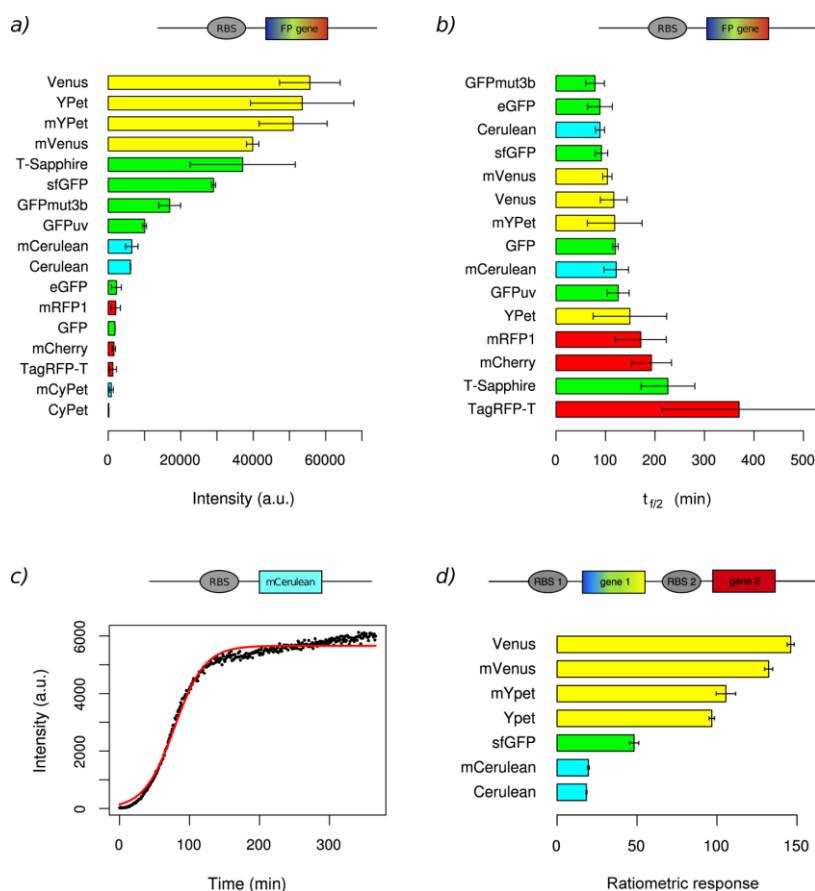 a)
RBS
FP gene
Venus
YPet
mYPet
mVenus
T-Sapphire
sfGFP
GFPmut3b
GFPuv
mCerulean
Cerulean
eGFP
mRFP1
GFP
mCherry
TagRFP-T
mCyPet
CyPet
0 20000 40000 60000
Intensity (a.u.)
b)
RBS
FP gene
GFPmut3b
eGFP
Cerulean
sfGFP
mVenus
Venus
mYPet
GFP
mCerulean
GFPuv
YPet
mRFP1
mCherry
T-Sapphire
TagRFP-T
0 100 200 300 400 500
t f/2 (min)
c)
RBS
mCerulean
Intensity (a.u.)
6000
4000
2000
0
0 100 200 300
Time (min)
d)
RBS 1
gene 1
RBS 2
gene 2
Venus
mVenus
mYpet
Ypet
sfGFP
mCerulean
Cerulean
0 50 100 150
Ratiometric response